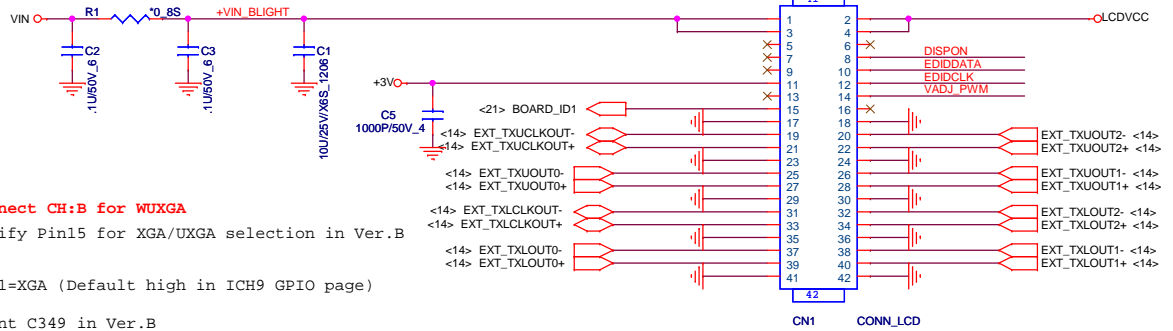 VIN
R1
*0_8S
+VIN_BLIGHT
C2
.1U/50V_6
C3
.1U/50V_6
C1
10U/25V/X6S_1206
+3V
C5
1000P/50V_4
<21> BOARD_ID1
<14> EXT_TXUCLKOUT-
<14> EXT_TXUCLKOUT+
<14> EXT_TXUOUT0-
<14> EXT_TXUOUT0+
<14> EXT_TXLCLKOUT-
<14> EXT_TXLCLKOUT+
<14> EXT_TXLOUT0-
<14> EXT_TXLOUT0+
1 2
3 4
5 6
7 8
9 10
11 12
13 14
15 16
17 18
19 20
21 22
23 24
25 26
27 28
29 30
31 32
33 34
35 36
37 38
39 40
41 42
42
CN1 CONN_LCD
LCDVCC
DISPON
EDIDDATA
EDIDCLK
VADJ_PWM
EXT_TXUOUT2- <14>
EXT_TXUOUT2+ <14>
EXT_TXUOUT1- <14>
EXT_TXUOUT1+ <14>
EXT_TXLOUT2- <14>
EXT_TXLOUT2+ <14>
EXT_TXLOUT1- <14>
EXT_TXLOUT1+ <14>
nect CH:B for WUXGA
ify Pin15 for XGA/UXGA selection in Ver.B
1=XGA (Default high in ICH9 GPIO page)
nt C349 in Ver.B